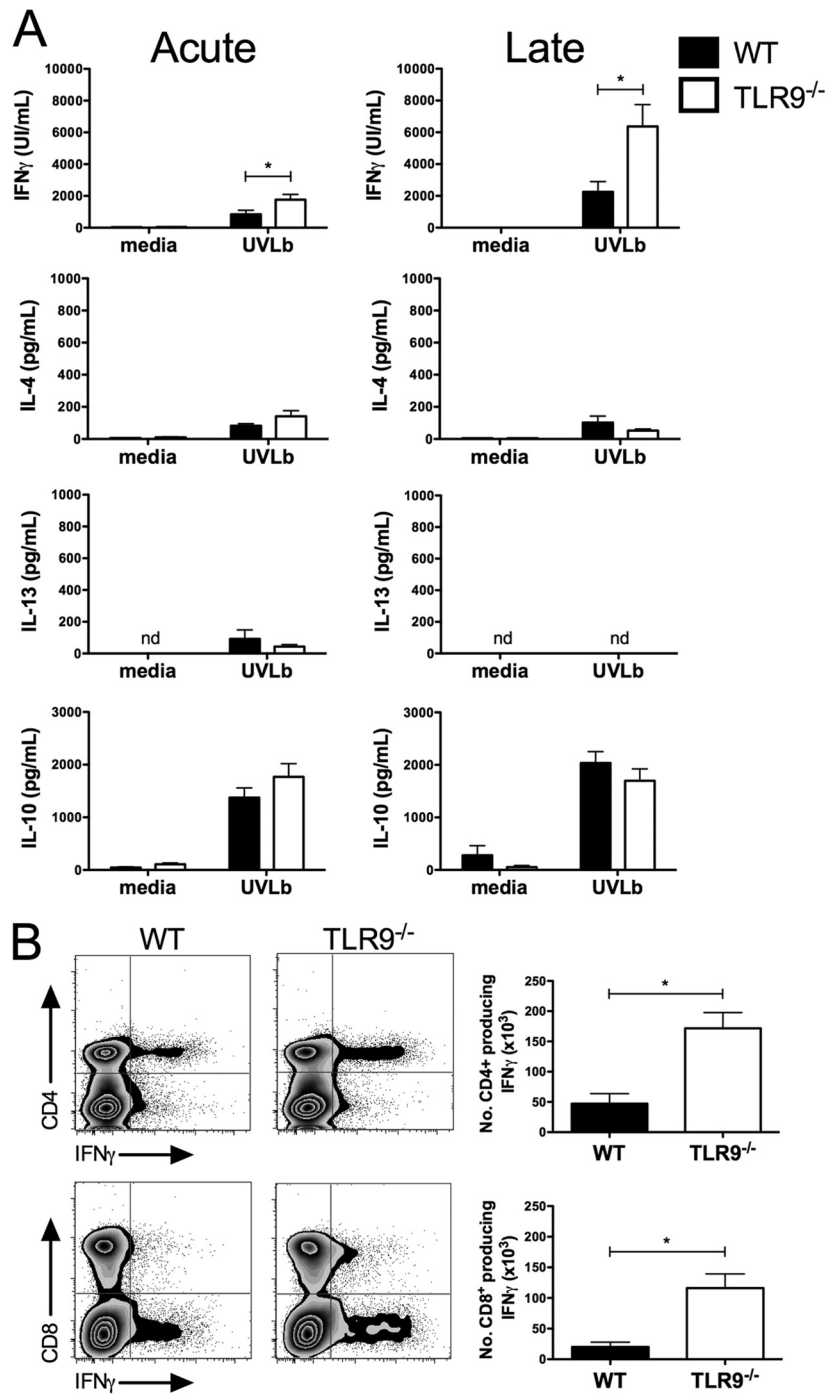 A
Acute
Late
WT
TLR9-/-
IFNγ (UI/mL)
10000
8000
6000
4000
2000
0
*
media
UVLb
IFNγ (UI/mL)
10000
8000
6000
4000
2000
0
*
media
UVLb
IL-4 (pg/mL)
1000
800
600
400
200
0
media
UVLb
IL-4 (pg/mL)
1000
800
600
400
200
0
media
UVLb
IL-13 (pg/mL)
1000
800
600
400
200
0
nd
media
UVLb
IL-13 (pg/mL)
1000
800
600
400
200
0
nd
nd
media
UVLb
IL-10 (pg/mL)
3000
2000
1000
0
media
UVLb
IL-10 (pg/mL)
3000
2000
1000
0
media
UVLb
B
WT
TLR9-/-
CD4
IFNγ
No. CD4+ producing
IFNγ (x10³)
250
200
150
100
50
0
*
WT
TLR9-/-
CD8
IFNγ
No. CD8⁺ producing
IFNγ (x10³)
250
200
150
100
50
0
*
WT
TLR9-/-